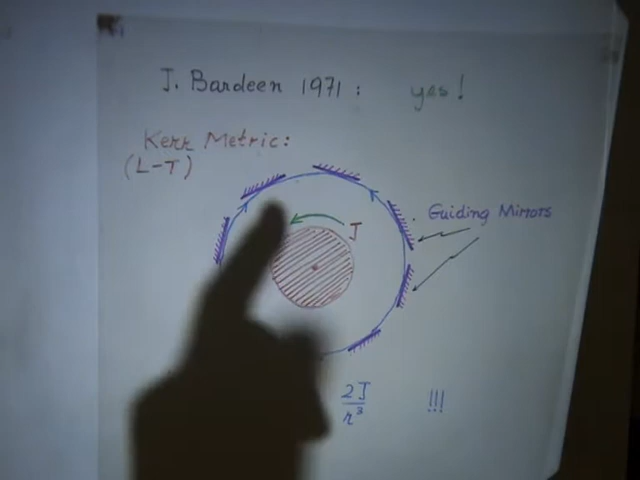 J. Bardeen 1971 : yes!
Kerr Metric:
(L-T)
J
Guiding Mirrors
2J
r³
!!!